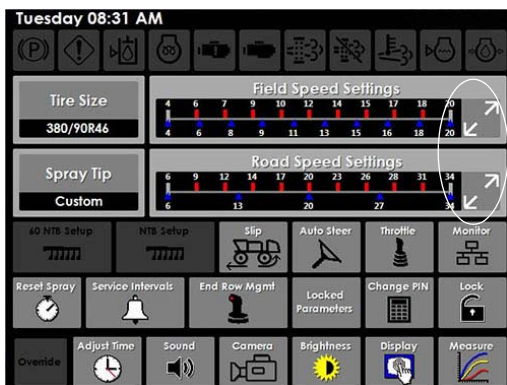 Tuesday 08:31 AM
Tire Size
380/90R46
Field Speed Settings
4 6 7 9 10 12 14 15 17 18 20
4 6 8 9 11 13 15 16 18 20
Spray Tip
Custom
Road Speed Settings
6 9 12 14 17 20 23 26 28 31 34
6 13 20 27 34
60 NTB Setup
NTB Setup
Slip
Auto Steer
Throttle
Monitor
Reset Spray
Service Intervals
End Row Mgmt
Locked
Parameters
Change PIN
Lock
Override
Adjust Time
Sound
Camera
Brightness
Display
Measure